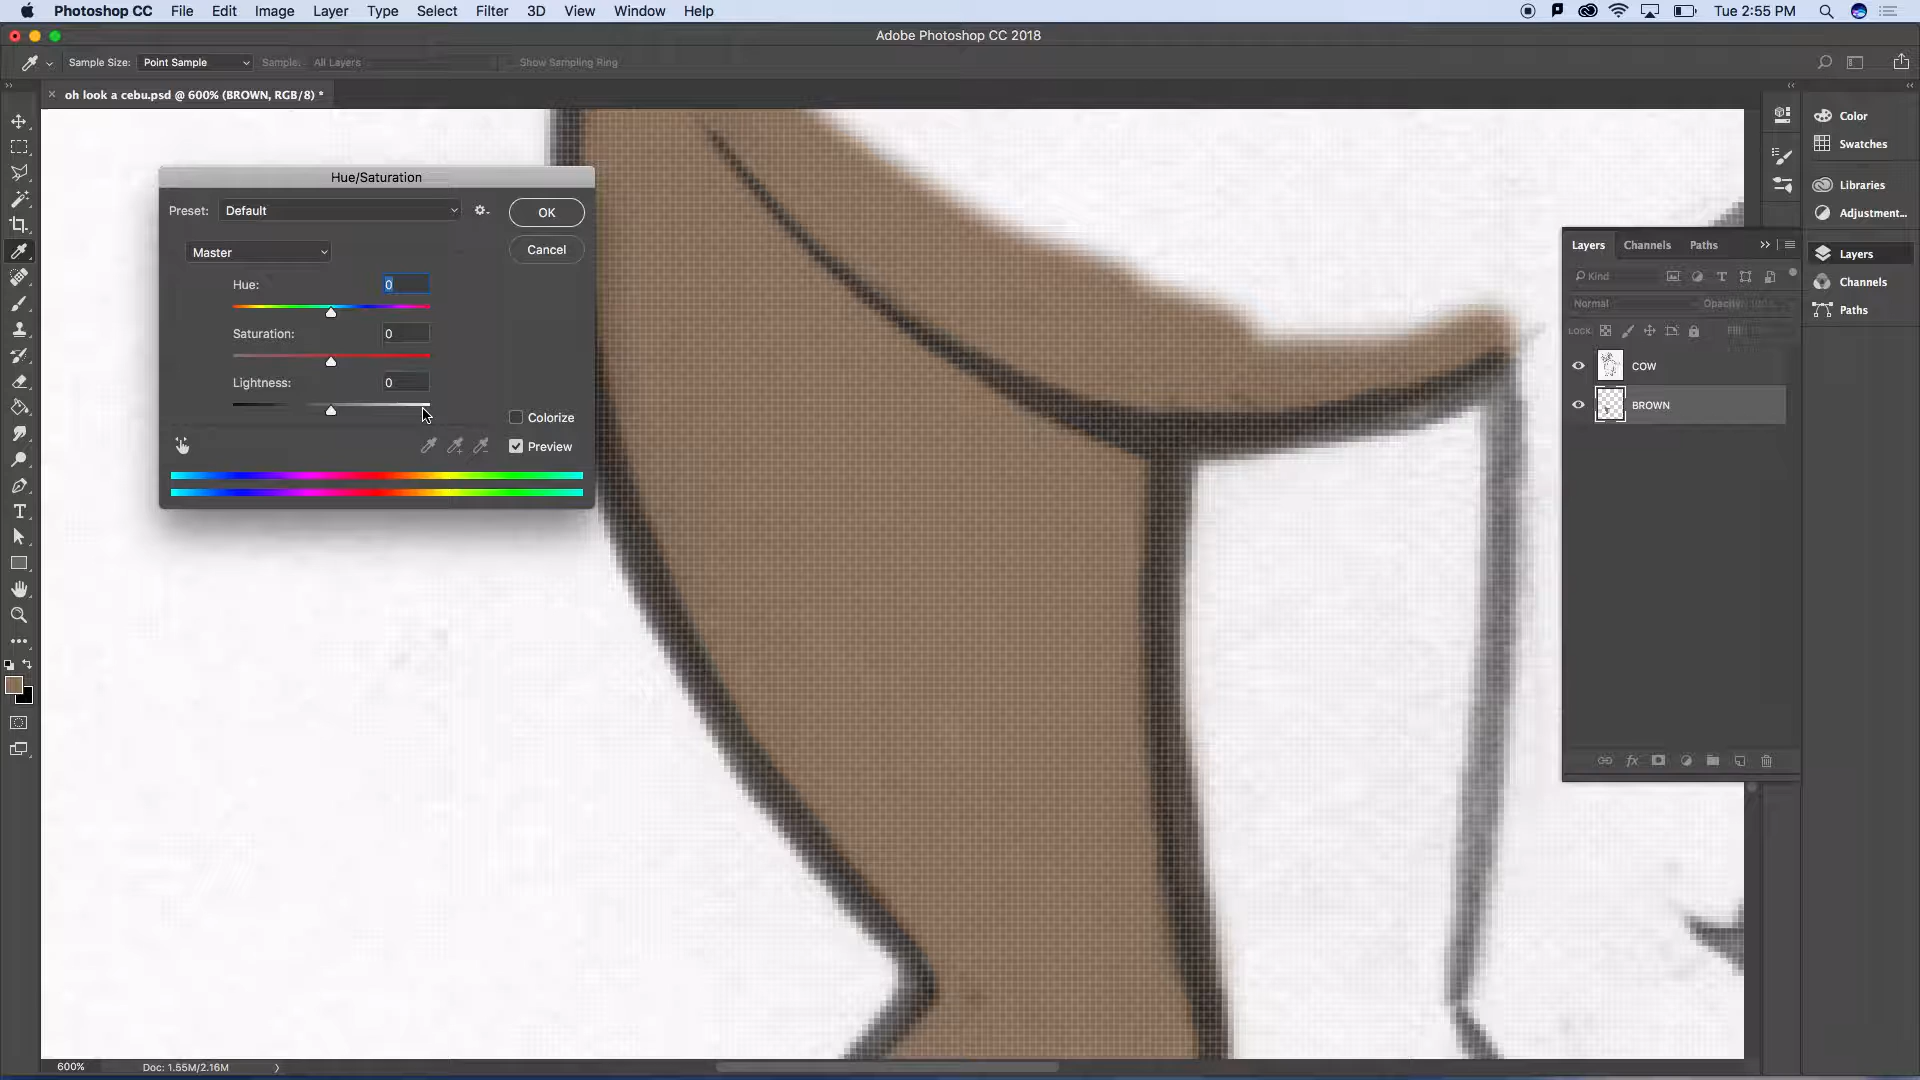 Photoshop CC File Edit Image Layer Type Select Filter 3D View Window Help Tue 2:55 PM
Adobe Photoshop CC 2018
Sample Size: Point Sample Sample: All Layers Show Sampling Ring
oh look a cebu.psd @ 600% (BROWN, RGB/8) *
Hue/Saturation
Preset: Default
OK
Master
Cancel
Hue: 0
Saturation: 0
Lightness: 0
Colorize
Preview
Color
Swatches
Libraries
Adjustment...
Layers
Channels
Paths
Layers Channels Paths
Kind
Normal Opacity:
LOCK: Fill:
COW
BROWN
fx
600% Doc: 1.55M/2.16M